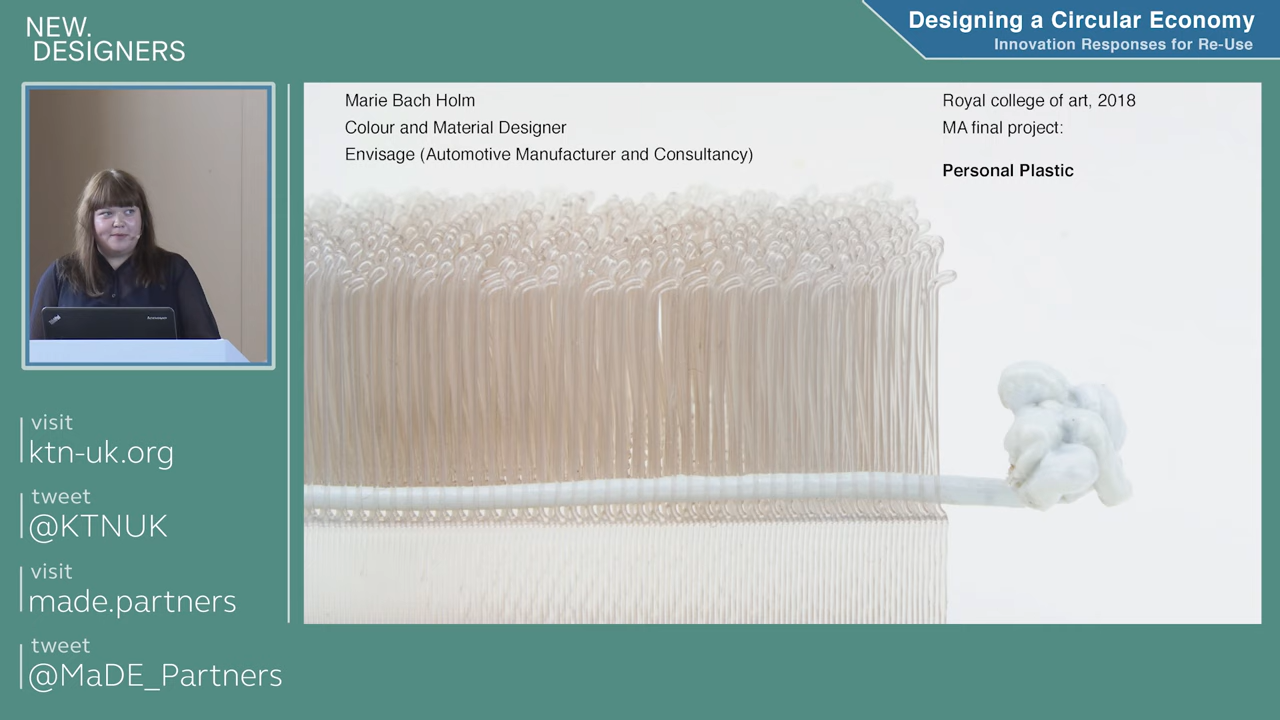 NEW.
DESIGNERS
Designing a Circular Economy
Innovation Responses for Re-Use
Marie Bach Holm
Colour and Material Designer
Envisage (Automotive Manufacturer and Consultancy)
Royal college of art, 2018
MA final project:
Personal Plastic
visit
ktn-uk.org
tweet
@KTNUK
visit
made.partners
tweet
@MaDE_Partners